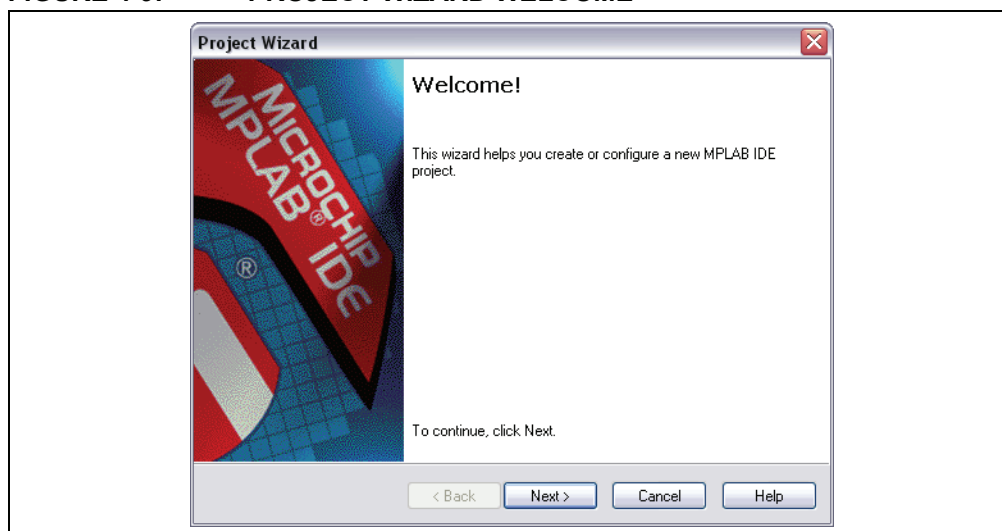 Project Wizard
MICROCHIP
MPLAB® IDE
®
Welcome!
This wizard helps you create or configure a new MPLAB IDE
project.
To continue, click Next.
< Back
Next >
Cancel
Help